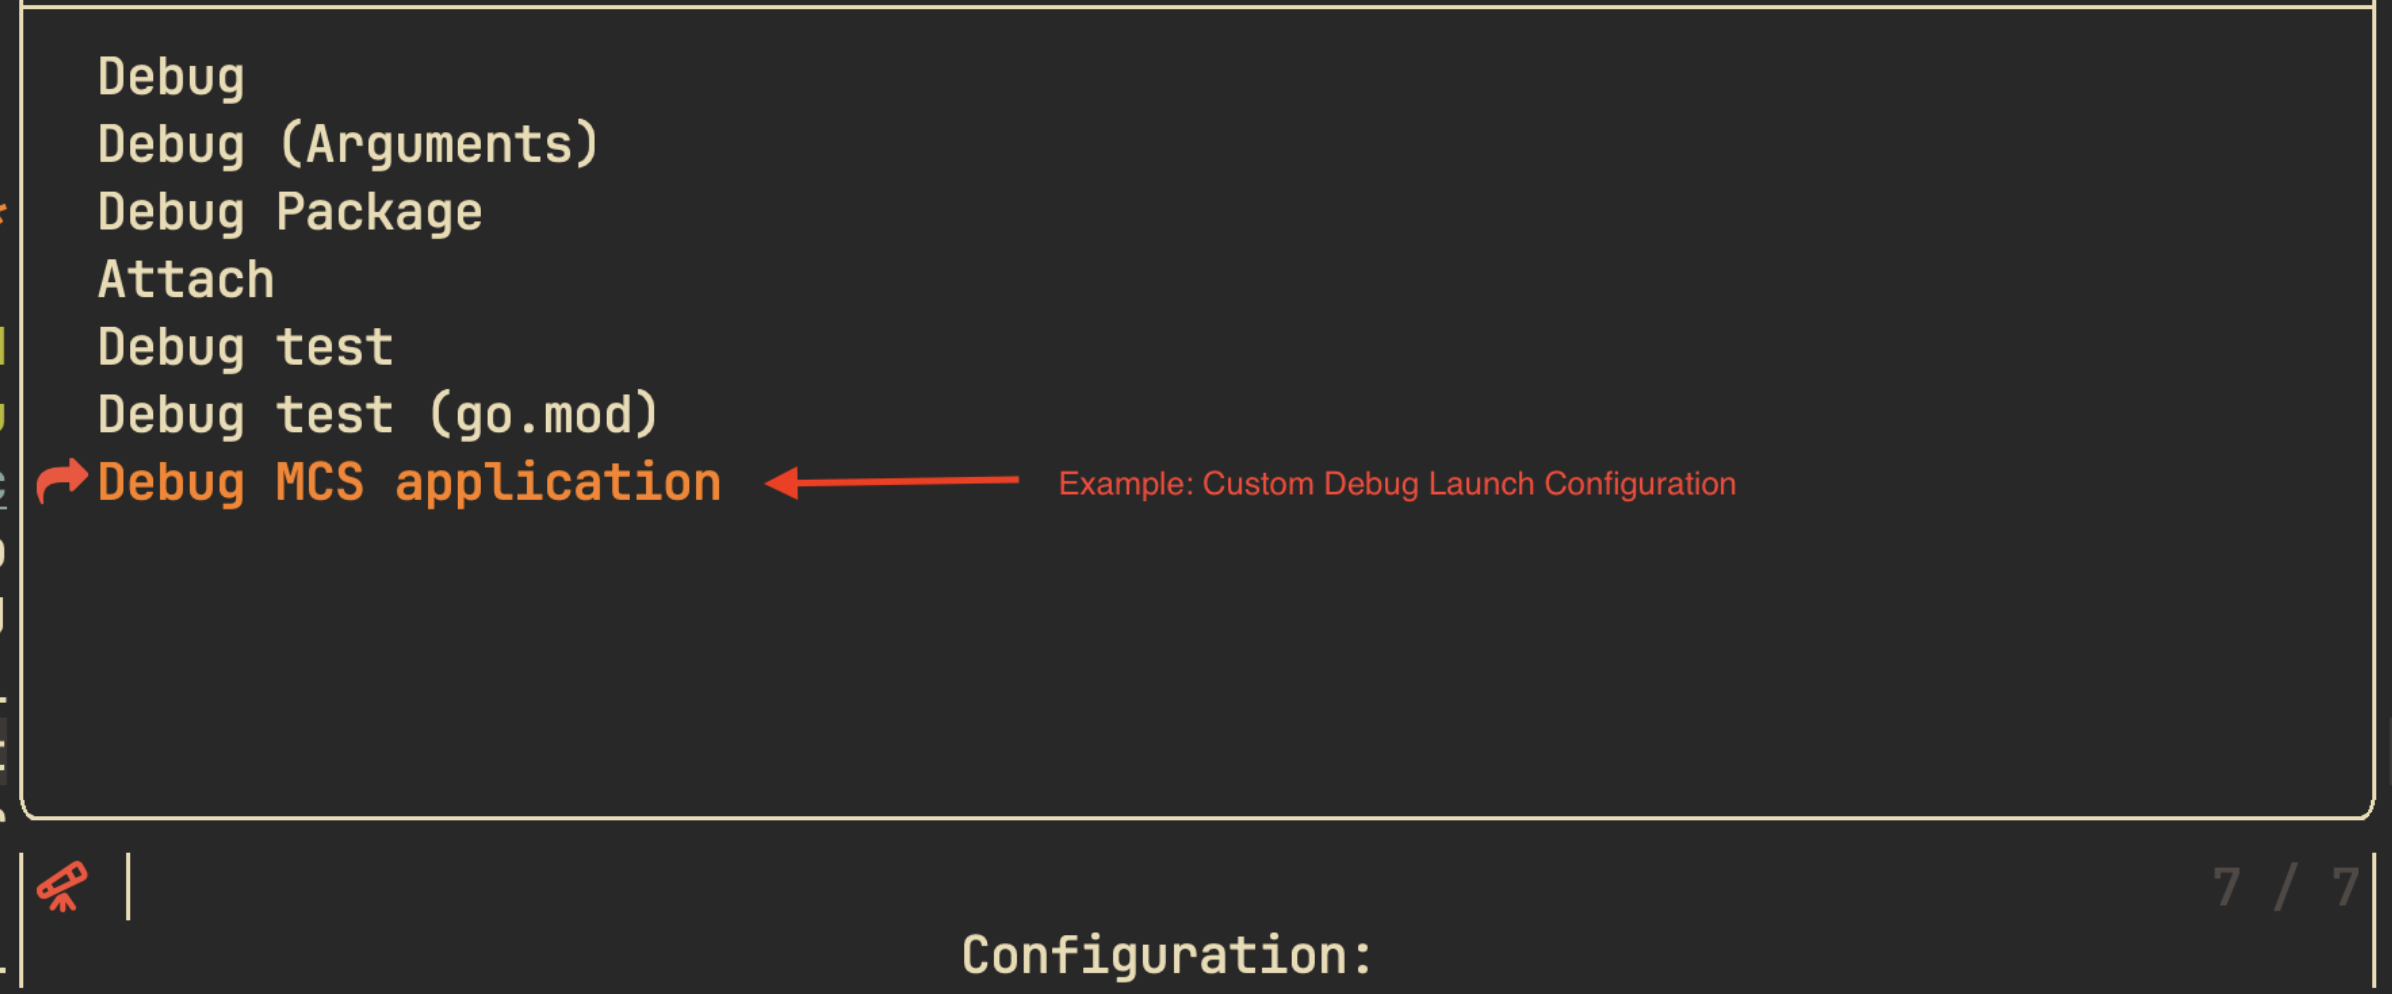 Debug
Debug (Arguments)
Debug Package
Attach
Debug test
Debug test (go.mod)
Debug MCS application
Example: Custom Debug Launch Configuration
7 / 7
Configuration: